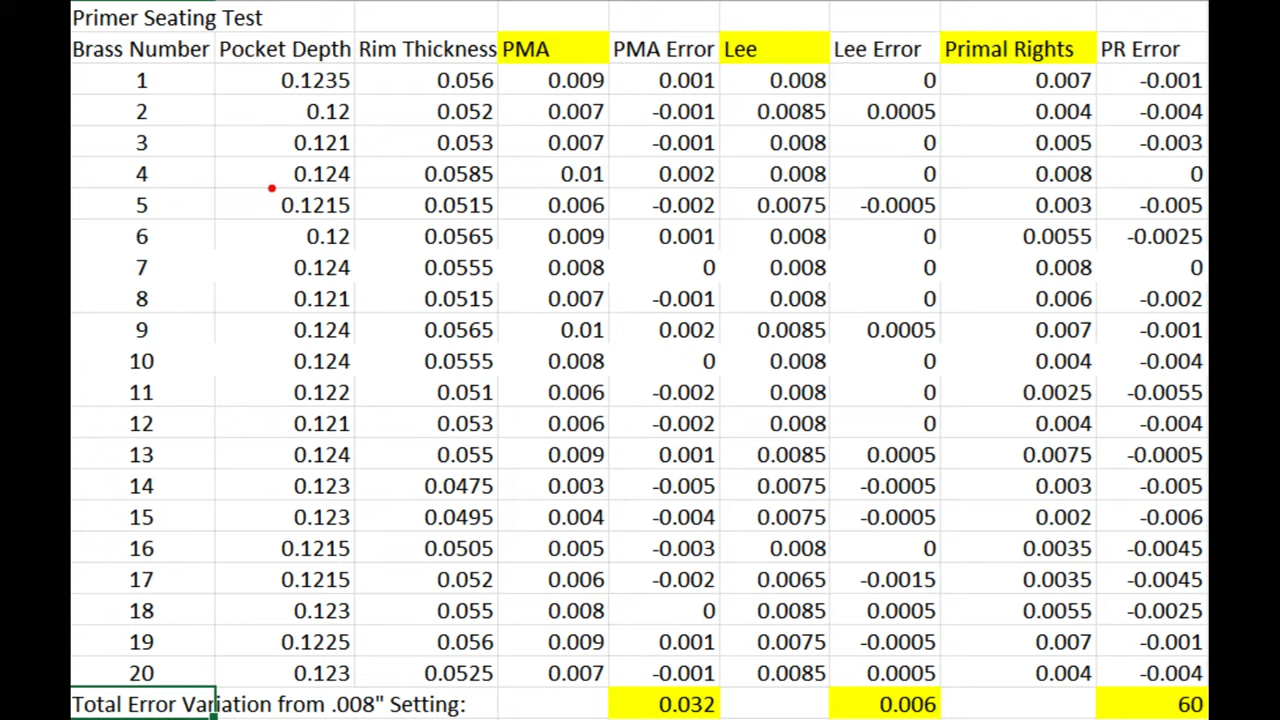 Primer Seating Test
Brass Number Pocket Depth Rim Thickness PMA PMA Error Lee Lee Error Primal Rights PR Error
1 0.1235 0.056 0.009 0.001 0.008 0 0.007 -0.001
2 0.12 0.052 0.007 -0.001 0.0085 0.0005 0.004 -0.004
3 0.121 0.053 0.007 -0.001 0.008 0 0.005 -0.003
4 0.124 0.0585 0.01 0.002 0.008 0 0.008 0
5 0.1215 0.0515 0.006 -0.002 0.0075 -0.0005 0.003 -0.005
6 0.12 0.0565 0.009 0.001 0.008 0 0.0055 -0.0025
7 0.124 0.0555 0.008 0 0.008 0 0.008 0
8 0.121 0.0515 0.007 -0.001 0.008 0 0.006 -0.002
9 0.124 0.0565 0.01 0.002 0.0085 0.0005 0.007 -0.001
10 0.124 0.0555 0.008 0 0.008 0 0.004 -0.004
11 0.122 0.051 0.006 -0.002 0.008 0 0.0025 -0.0055
12 0.121 0.053 0.006 -0.002 0.008 0 0.004 -0.004
13 0.124 0.055 0.009 0.001 0.0085 0.0005 0.0075 -0.0005
14 0.123 0.0475 0.003 -0.005 0.0075 -0.0005 0.003 -0.005
15 0.123 0.0495 0.004 -0.004 0.0075 -0.0005 0.002 -0.006
16 0.1215 0.0505 0.005 -0.003 0.008 0 0.0035 -0.0045
17 0.1215 0.052 0.006 -0.002 0.0065 -0.0015 0.0035 -0.0045
18 0.123 0.055 0.008 0 0.0085 0.0005 0.0055 -0.0025
19 0.1225 0.056 0.009 0.001 0.0075 -0.0005 0.007 -0.001
20 0.123 0.0525 0.007 -0.001 0.0085 0.0005 0.004 -0.004
Total Error Variation from .008" Setting: 0.032 0.006 60